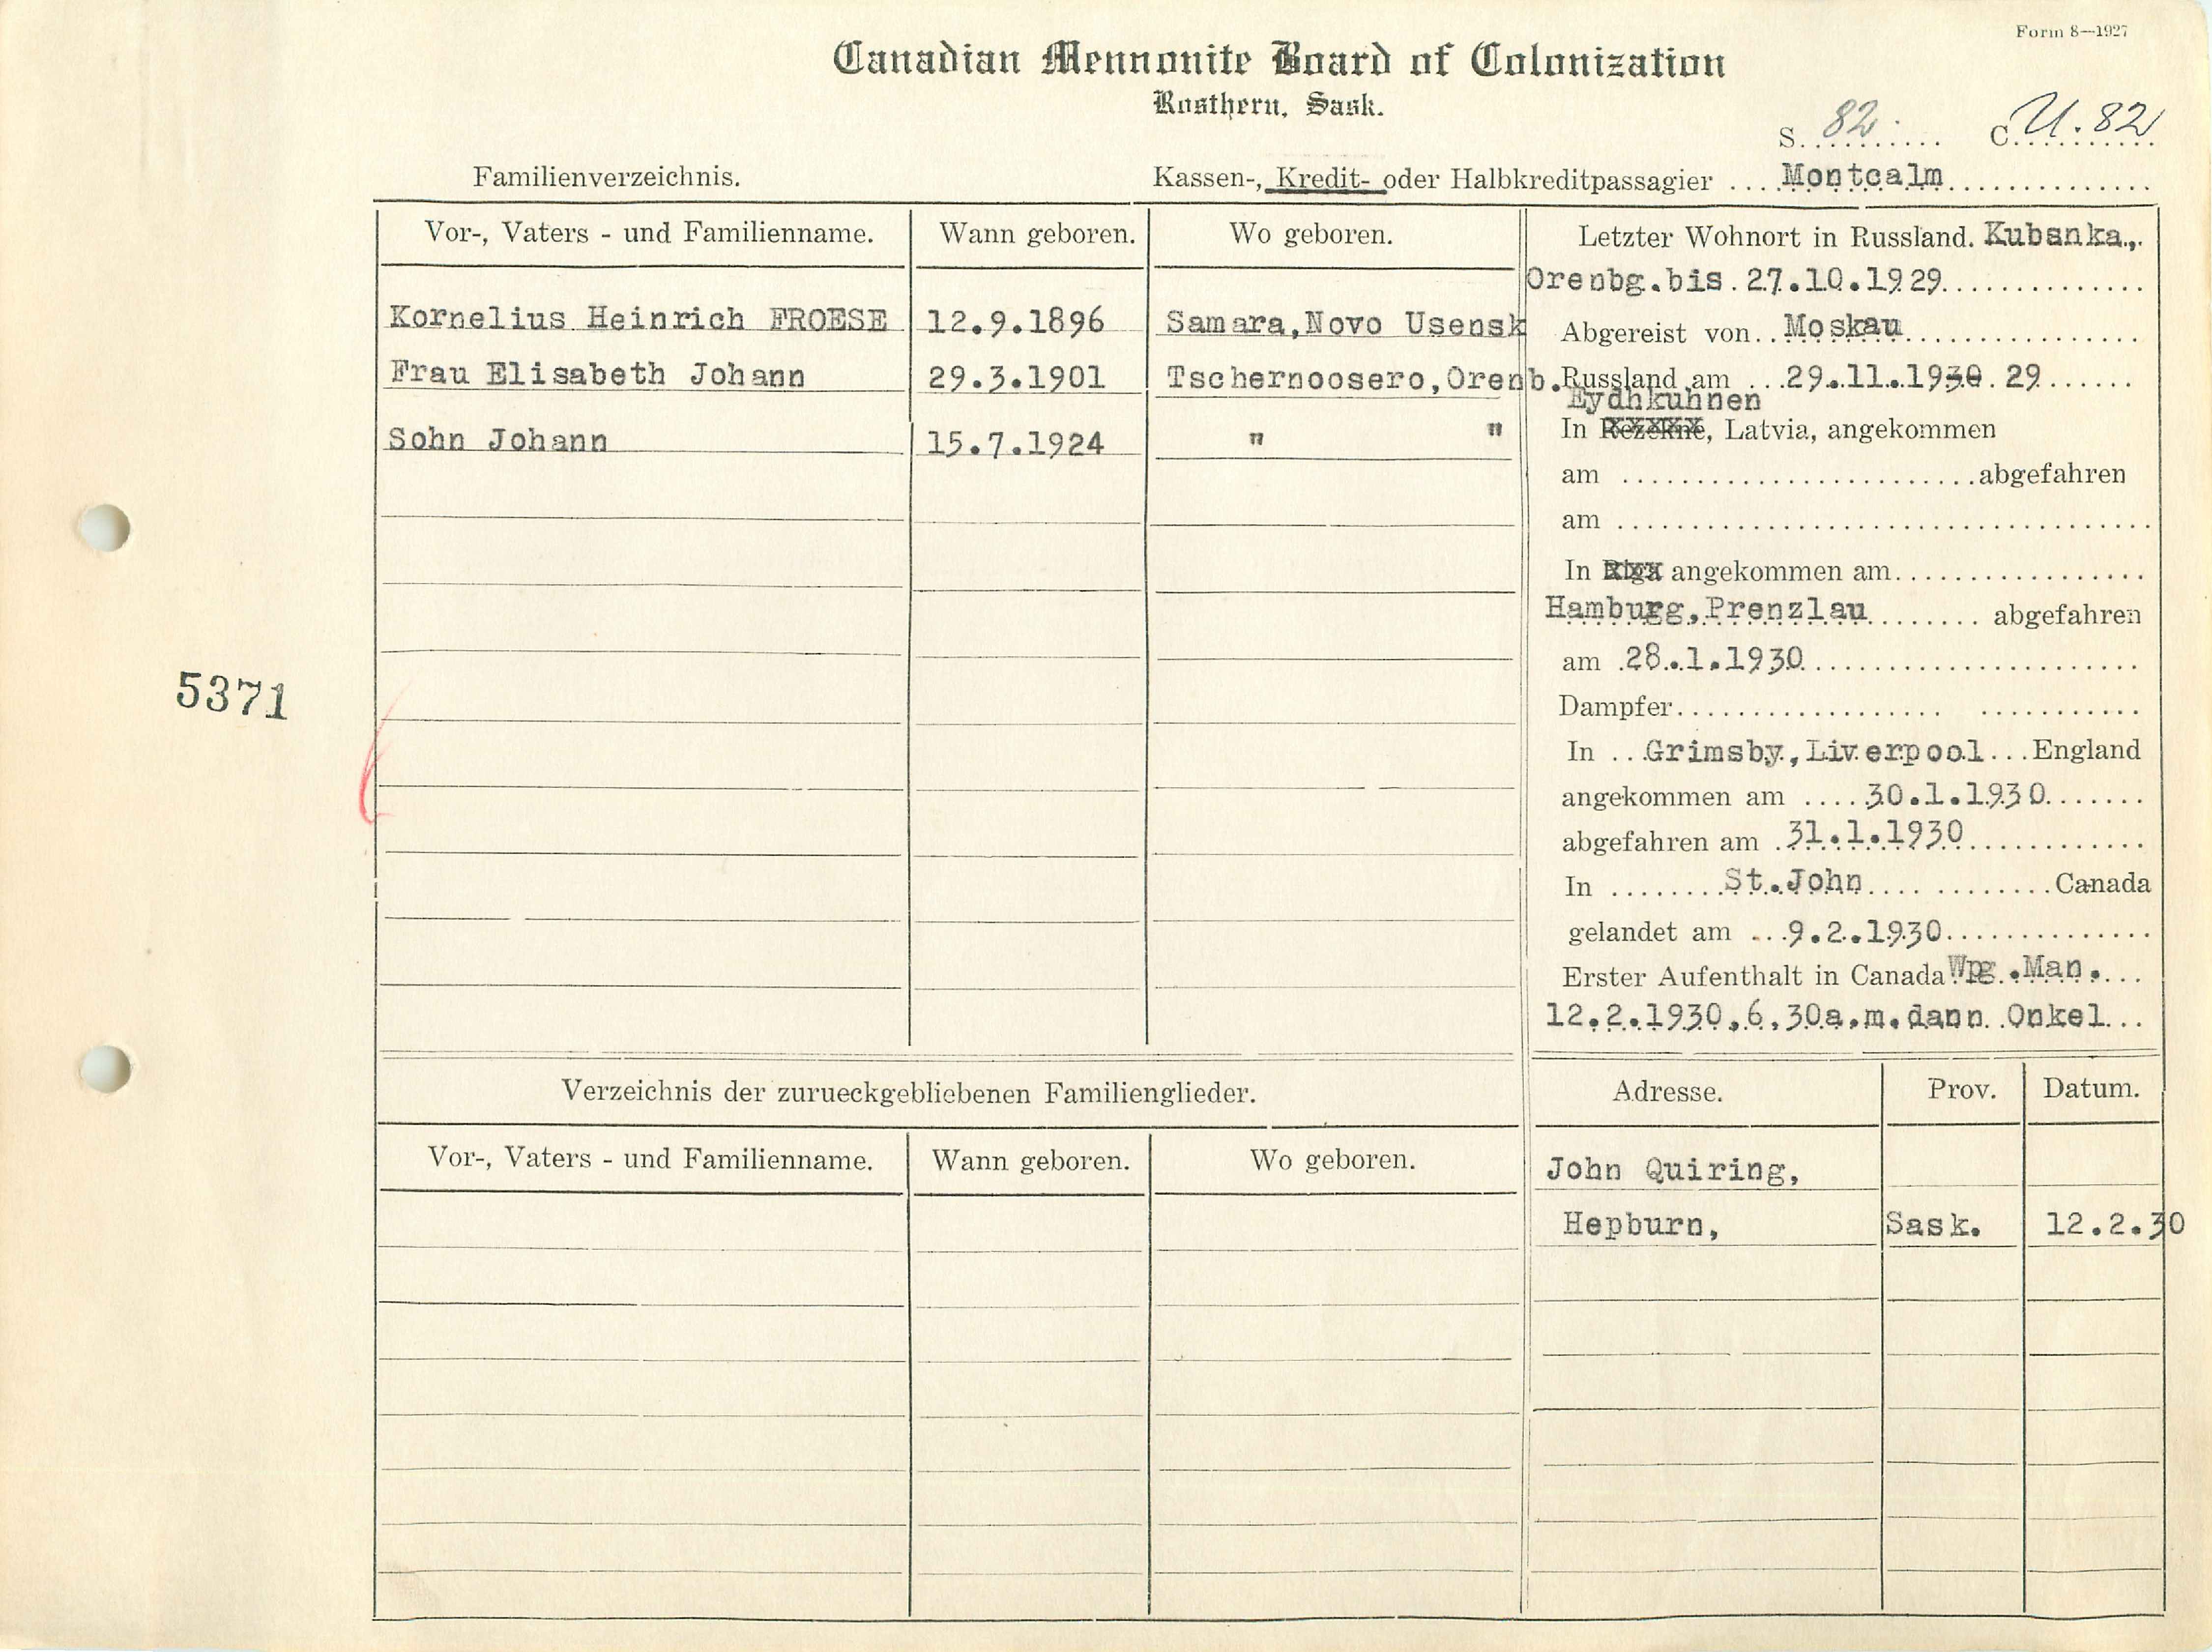 Form 8—1927
Canadian Mennonite Board of Colonization
Rosthern, Sask.
S. 82. C. U. 82
Familienverzeichnis. Kassen-, Kredit- oder Halbkreditpassagier .... Montcalm
Vor-, Vaters - und Familienname. Wann geboren. Wo geboren.
Kornelius Heinrich FROESE 12.9.1896 Samara,Novo Usensk
Frau Elisabeth Johann 29.3.1901 Tschernoosero,Orenb.
Sohn Johann 15.7.1924 " "
Letzter Wohnort in Russland. Kubanka,.
Orenbg.bis.27.10.1929
Abgereist von.. Moskau
Russland am ...29.11.1930. 29
Eydhkuhnen
In Rezekne, Latvia, angekommen
am ........ abgefahren
am ........
In Riga angekommen am........
Hamburg,Prenzlau ........ abgefahren
am .28.1.1930
Dampfer........
In ...Grimsby,Liverpool...England
angekommen am ....30.1.1930
abgefahren am .31.1.1930
In ........St.John........Canada
gelandet am ...9.2.1930
Erster Aufenthalt in Canada Wpg.Man.
12.2.1930,6,30a.m.dann Onkel...
5371
Verzeichnis der zurueckgebliebenen Familienglieder.
Vor-, Vaters - und Familienname. Wann geboren. Wo geboren.
Adresse. Prov. Datum.
John Quiring,
Hepburn, Sask. 12.2.30